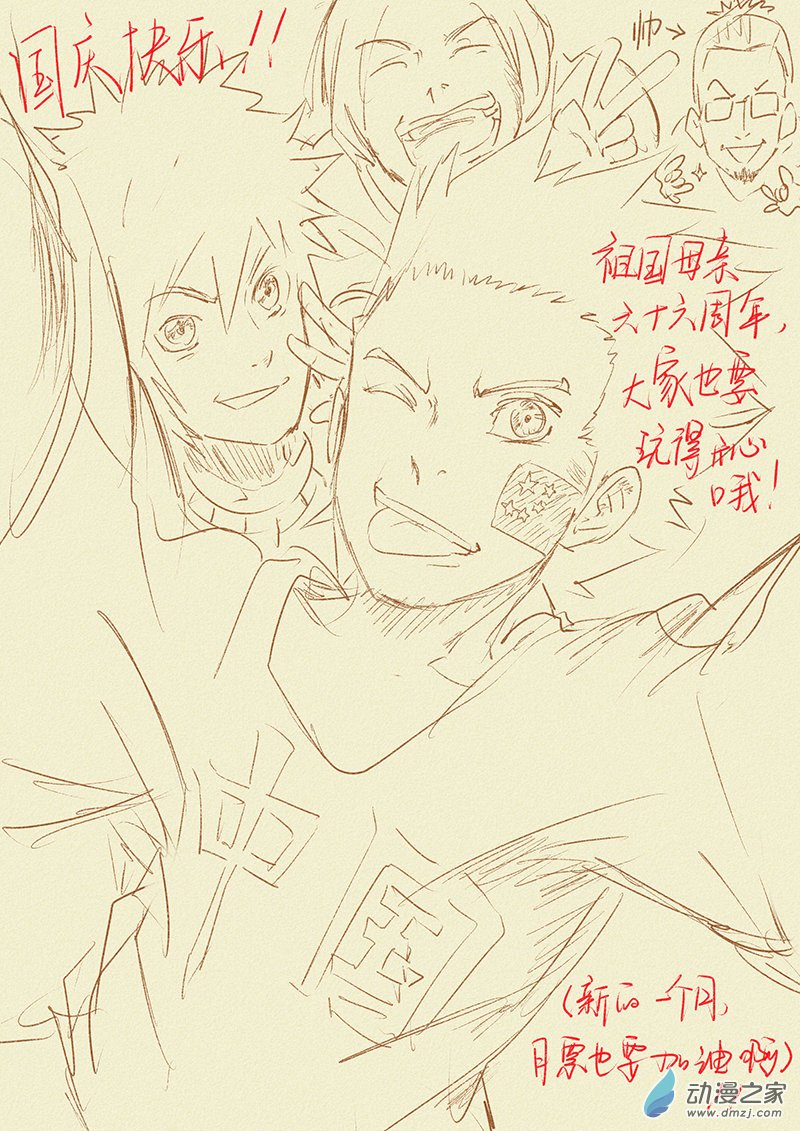 国庆快乐!!
帅→
祖国母亲
六十六周年,
大家也要
玩得开心
哦!
中国
(新的一个月,
月票也要加油啊)
动漫之家
www.dmzj.com